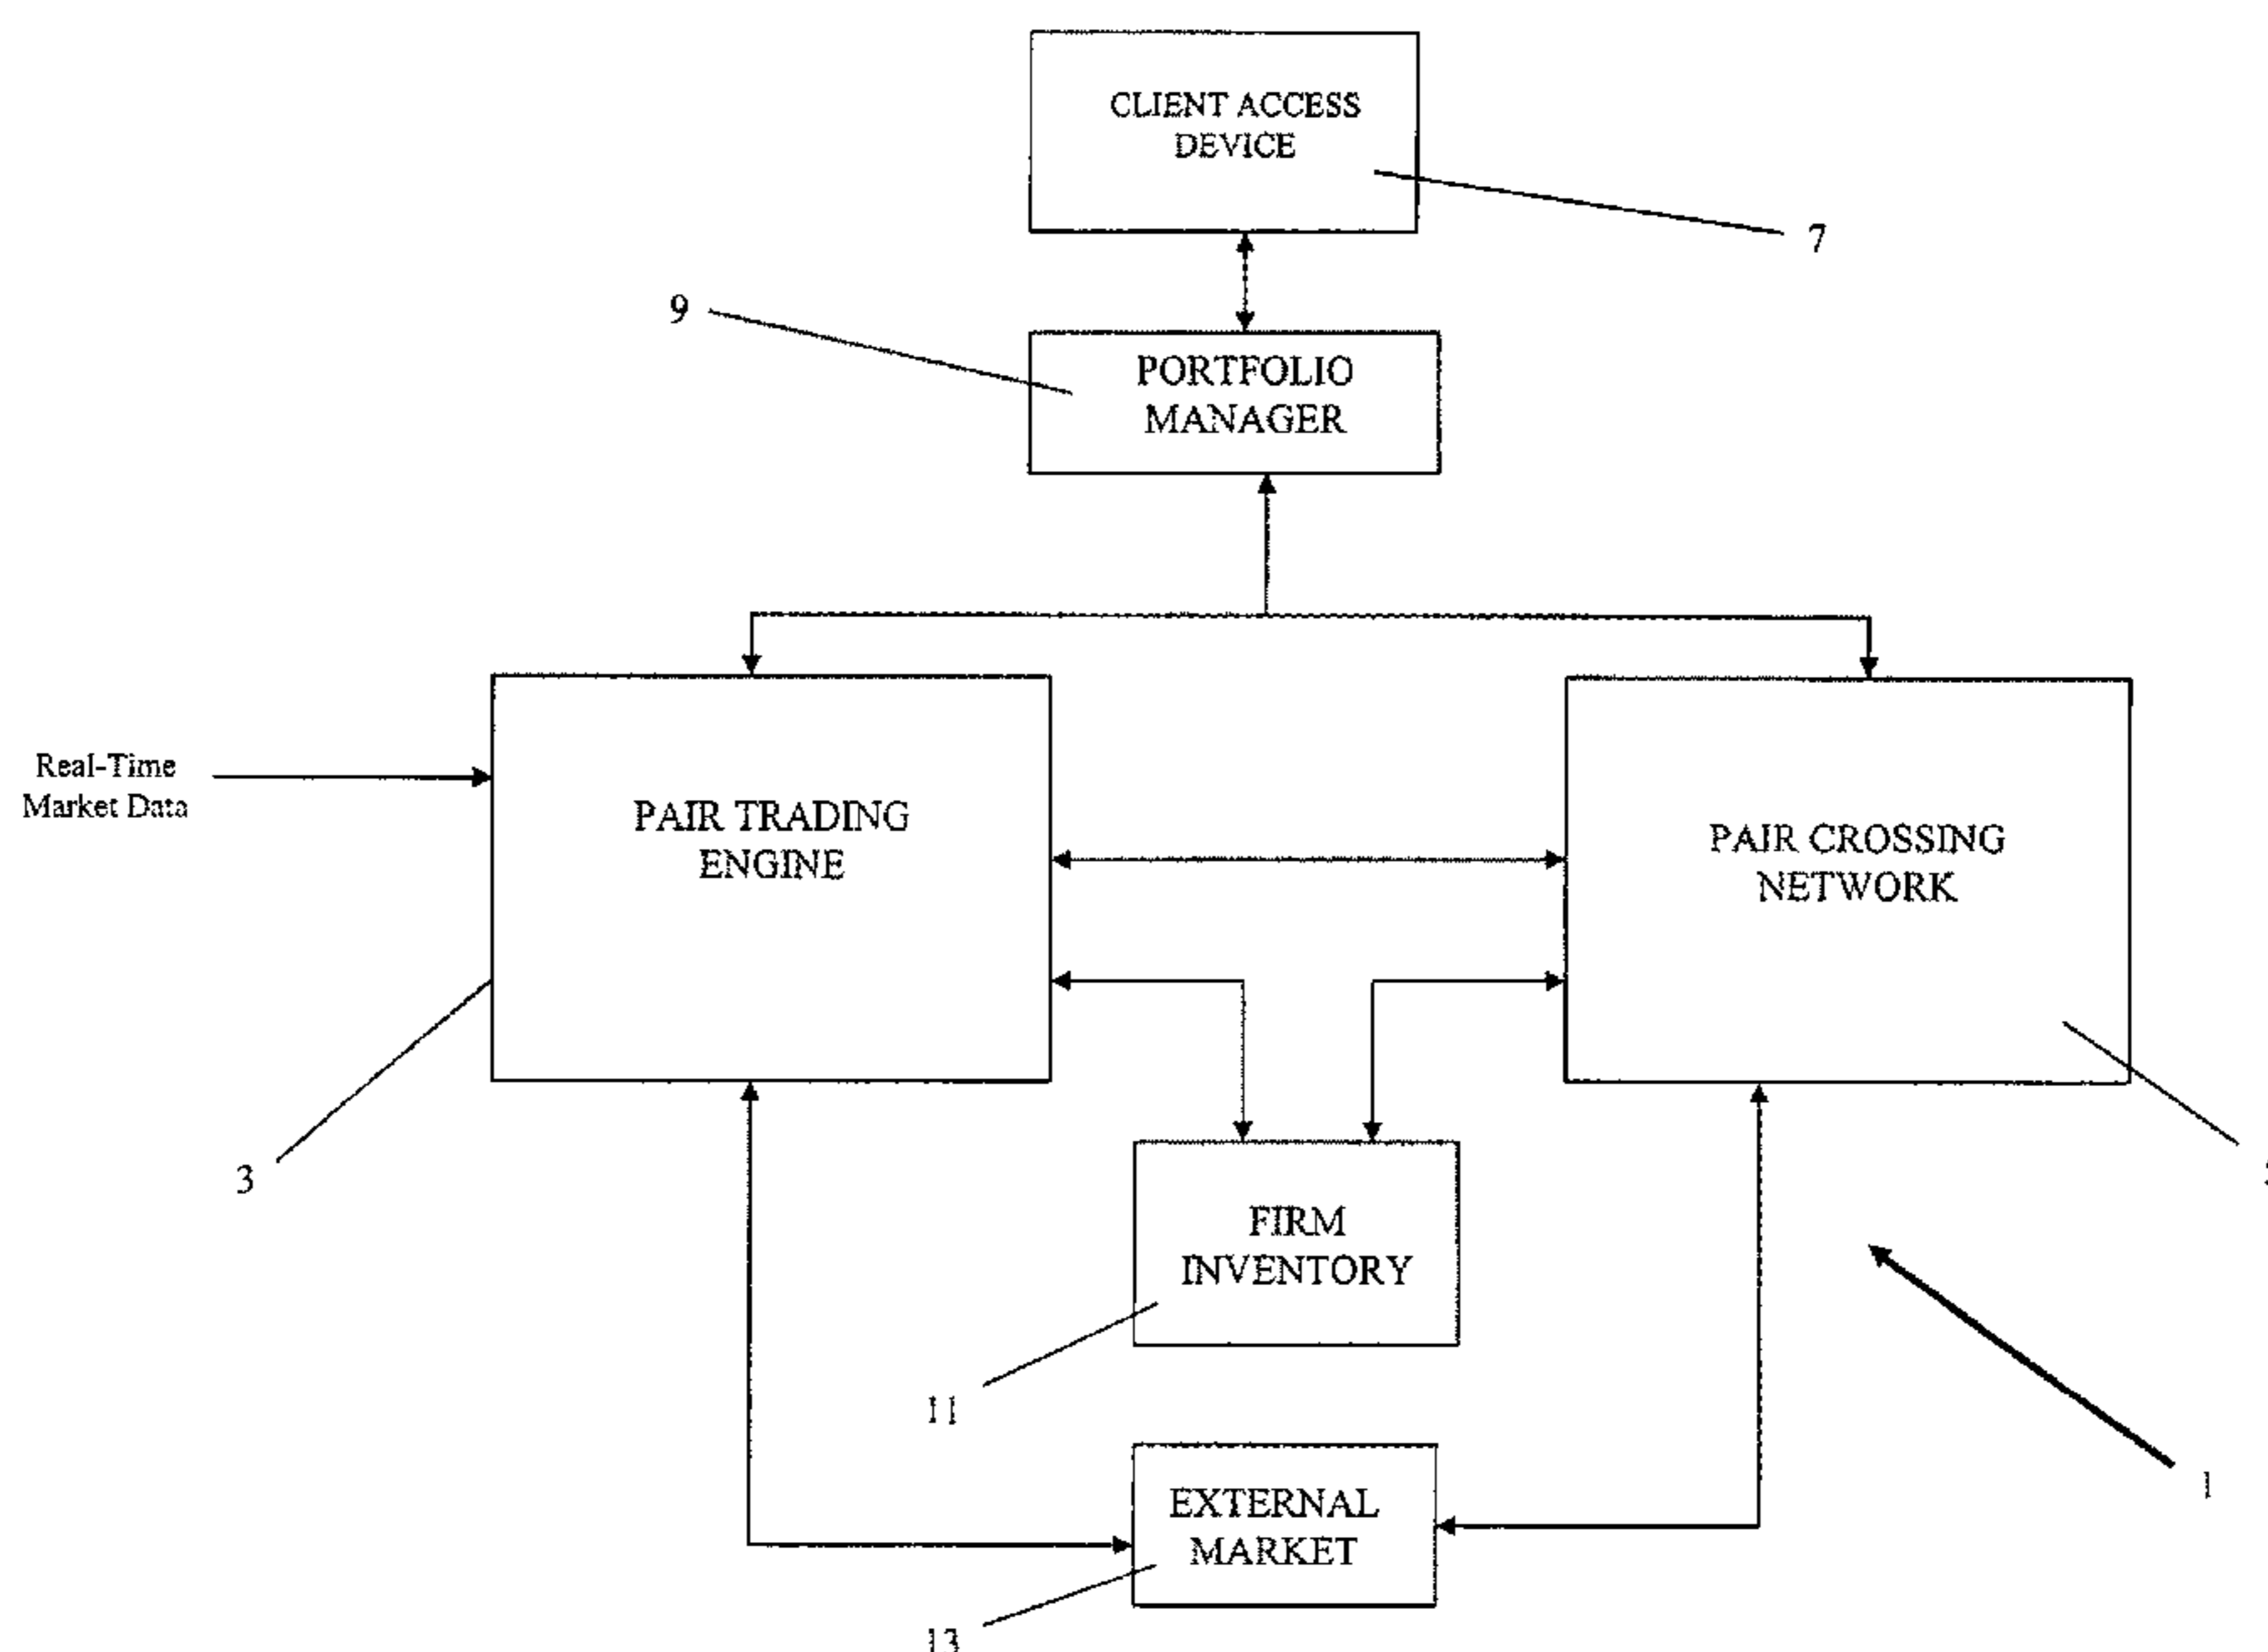 CLIENT ACCESS
DEVICE
7
9
PORTFOLIO
MANAGER
Real-Time
Market Data
PAIR TRADING
ENGINE
PAIR CROSSING
NETWORK
3
FIRM
INVENTORY
11
1
EXTERNAL
MARKET
13